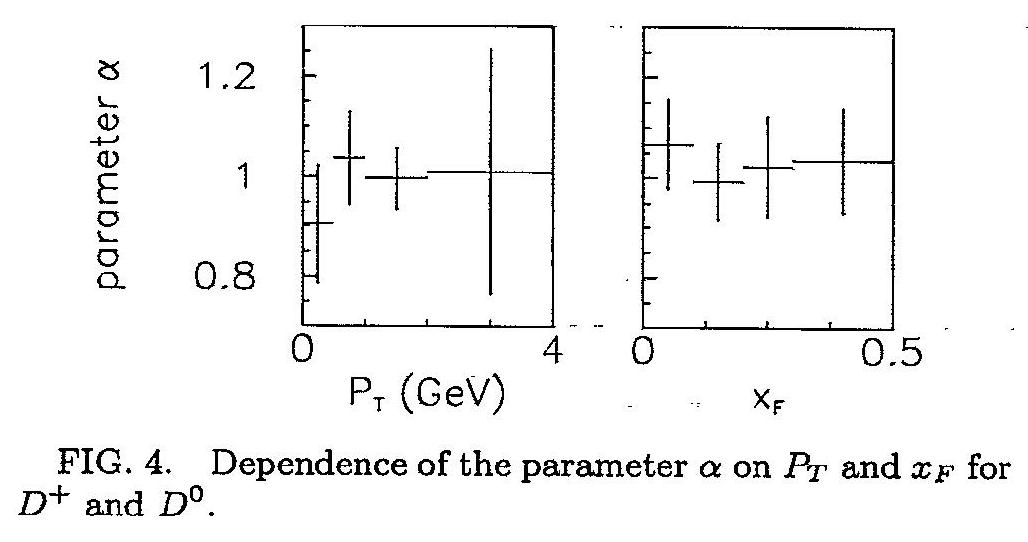 parameter α
1.2
1
0.8
0 4
0 0.5
P_T (GeV)
x_F
FIG. 4. Dependence of the parameter α on P_T and x_F for
D⁺ and D⁰.